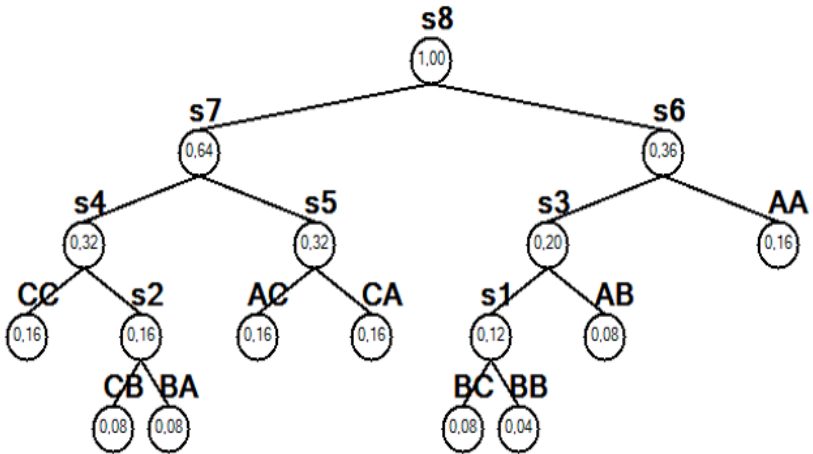 s8
1,00
s7 s6
0,64 0,36
s4 s5 s3 AA
0,32 0,32 0,20 0,16
CC s2 AC CA s1 AB
0,16 0,16 0,16 0,16 0,12 0,08
CB BA BC BB
0,08 0,08 0,08 0,04